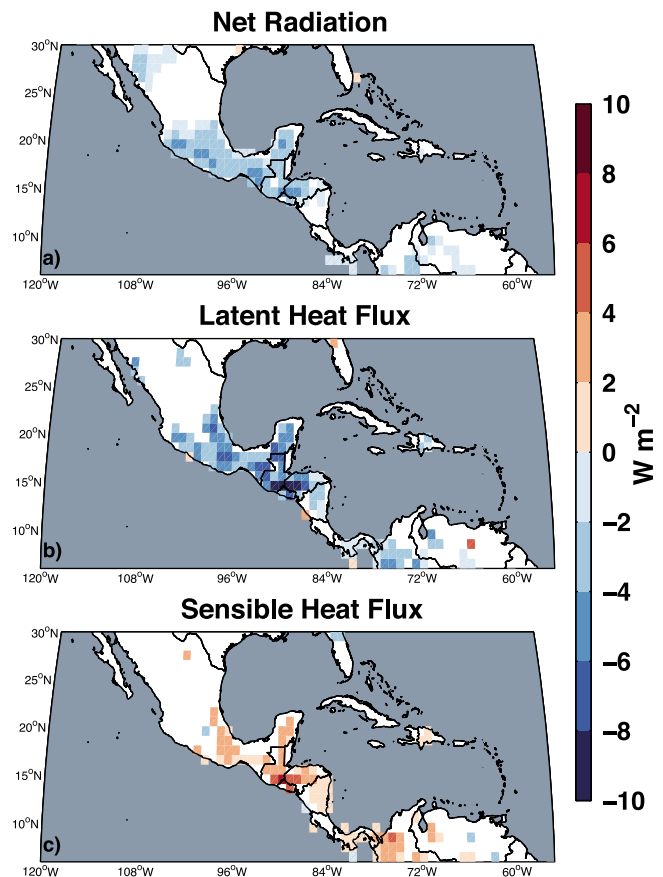 Net Radiation
30°N
25°N
20°N
15°N
10°N
a)
120°W 108°W 96°W 84°W 72°W 60°W
Latent Heat Flux
30°N
25°N
20°N
15°N
10°N
b)
120°W 108°W 96°W 84°W 72°W 60°W
Sensible Heat Flux
30°N
25°N
20°N
15°N
10°N
c)
120°W 108°W 96°W 84°W 72°W 60°W
10
8
6
4
2
0
−2
−4
−6
−8
−10
W m⁻²